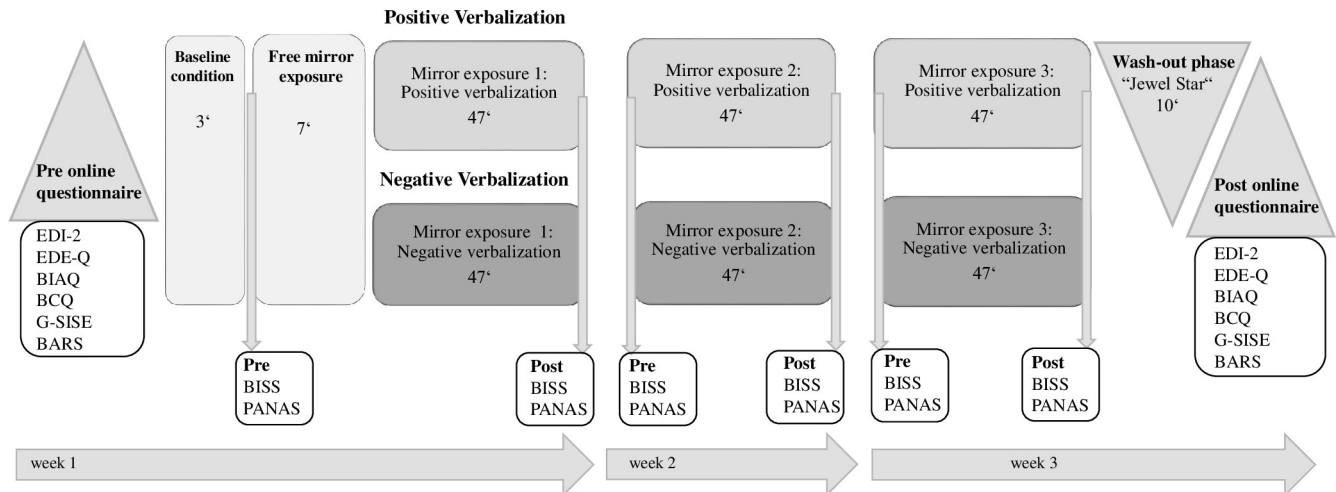 Positive Verbalization
Pre online
questionnaire
EDI-2
EDE-Q
BIAQ
BCQ
G-SISE
BARS
Baseline
condition
3‘
Free mirror
exposure
7‘
Mirror exposure 1:
Positive verbalization
47‘
Negative Verbalization
Mirror exposure 1:
Negative verbalization
47‘
Pre
BISS
PANAS
Post
BISS
PANAS
Mirror exposure 2:
Positive verbalization
47‘
Mirror exposure 2:
Negative verbalization
47‘
Pre
BISS
PANAS
Post
BISS
PANAS
Mirror exposure 3:
Positive verbalization
47‘
Mirror exposure 3:
Negative verbalization
47‘
Pre
BISS
PANAS
Post
BISS
PANAS
Wash-out phase
“Jewel Star“
10‘
Post online
questionnaire
EDI-2
EDE-Q
BIAQ
BCQ
G-SISE
BARS
week 1
week 2
week 3